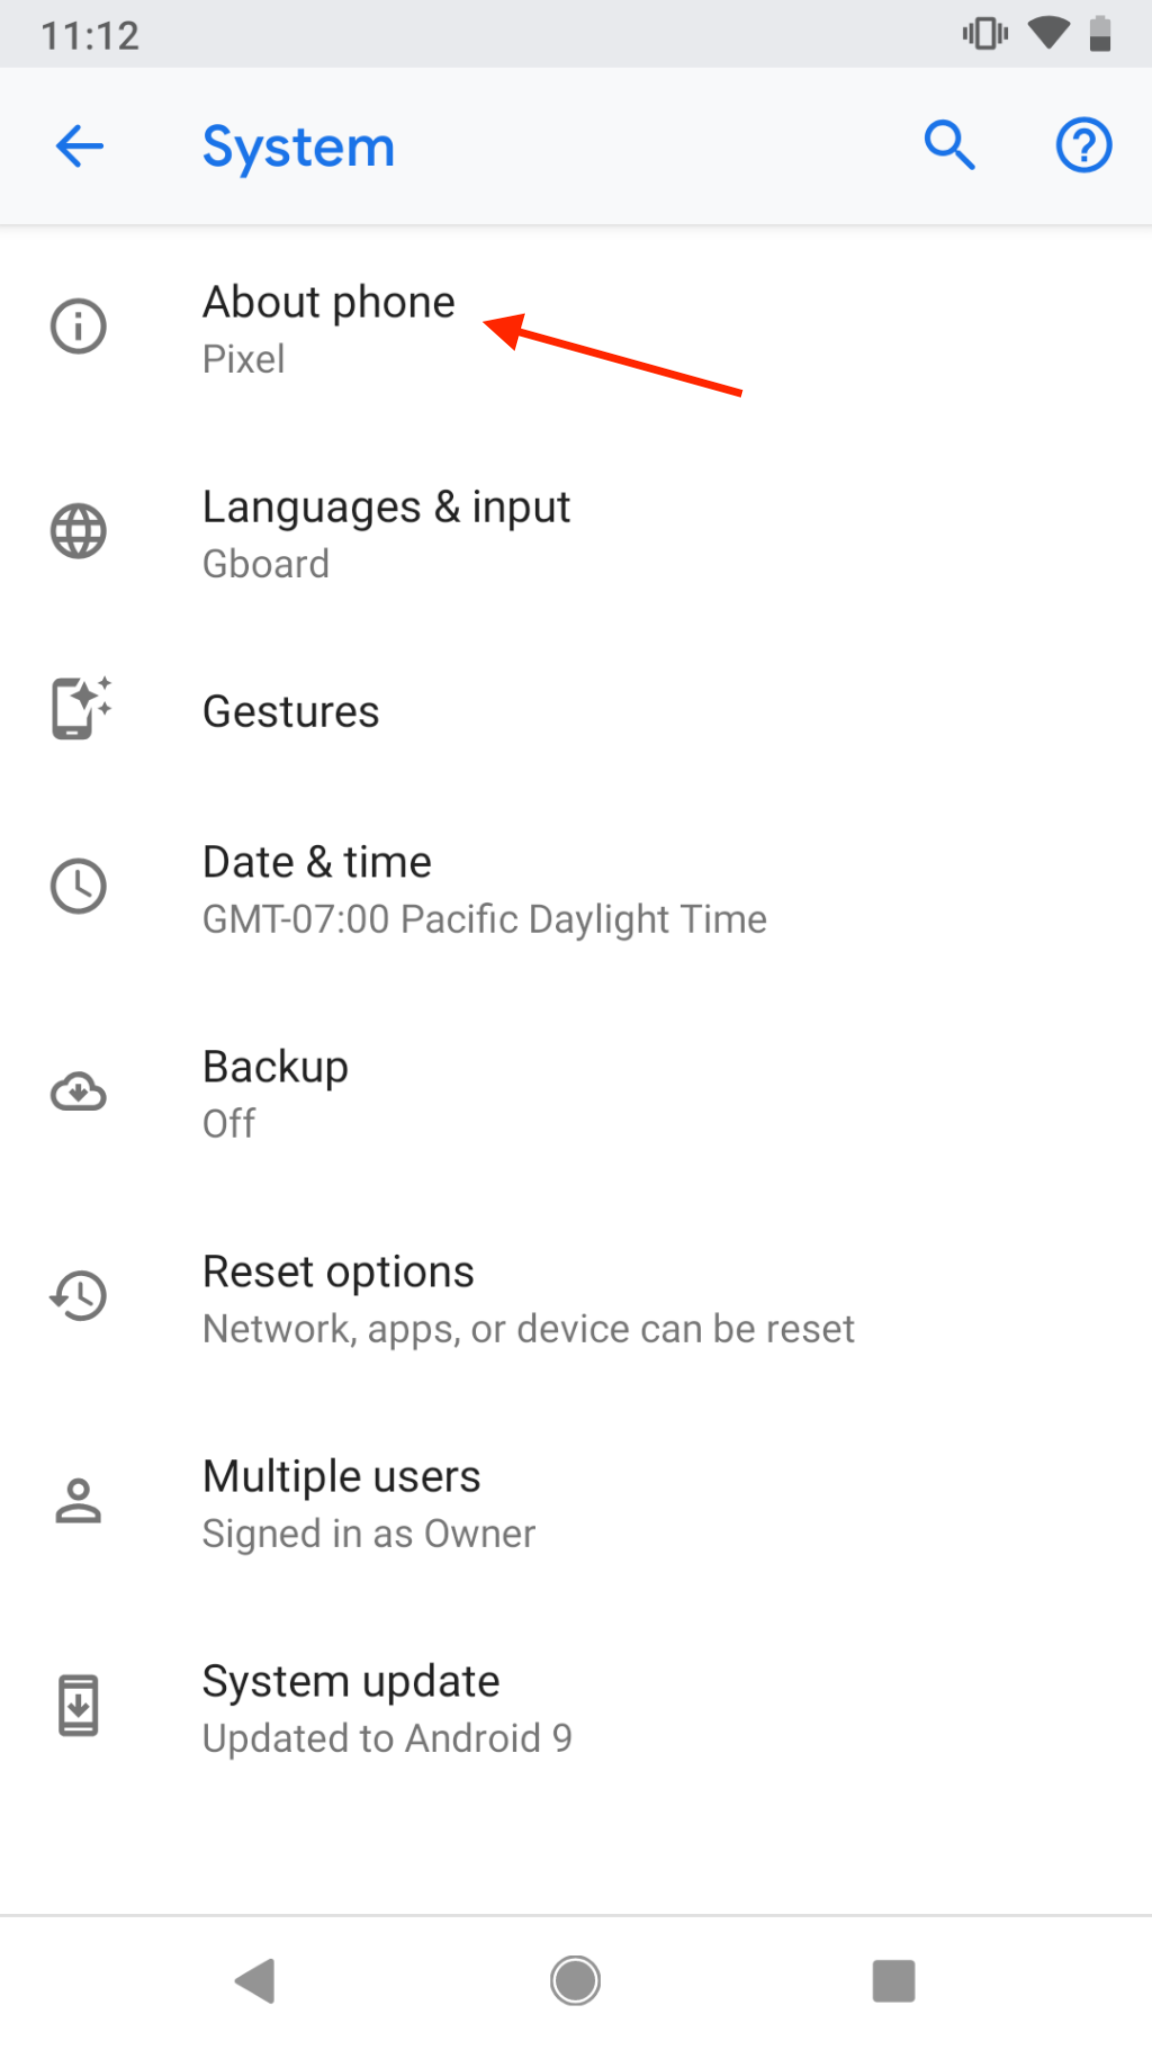 11:12
System
About phone
Pixel
Languages & input
Gboard
Gestures
Date & time
GMT-07:00 Pacific Daylight Time
Backup
Off
Reset options
Network, apps, or device can be reset
Multiple users
Signed in as Owner
System update
Updated to Android 9